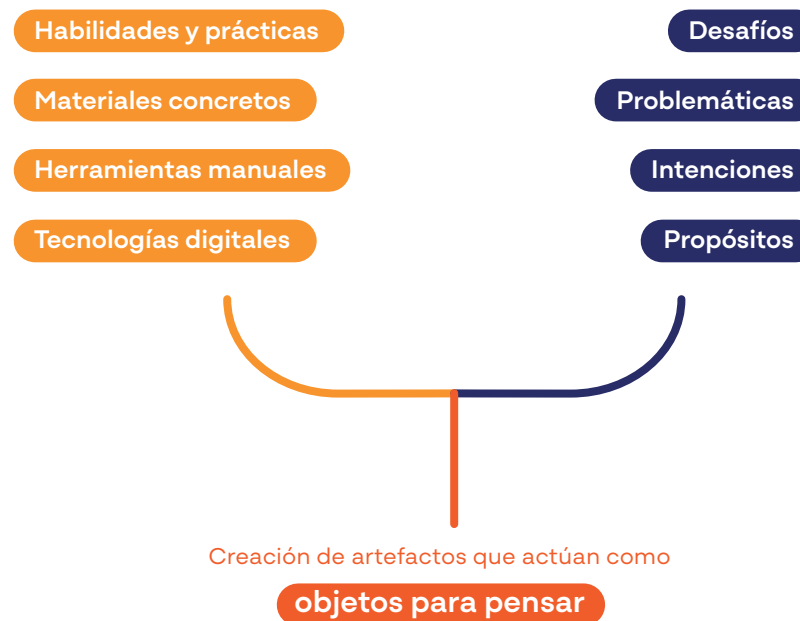 Habilidades y prácticas
Materiales concretos
Herramientas manuales
Tecnologías digitales
Desafíos
Problemáticas
Intenciones
Propósitos
Creación de artefactos que actúan como
objetos para pensar